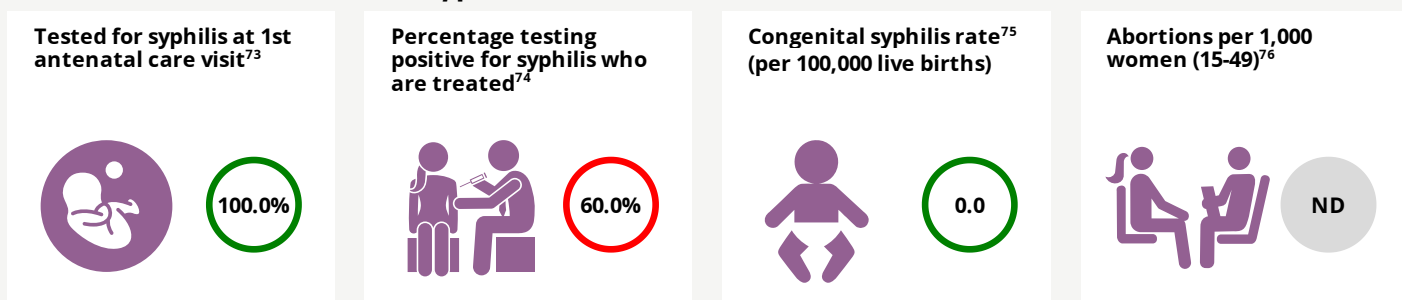 Tested for syphilis at 1st
antenatal care visit73
100.0%
Percentage testing
positive for syphilis who
are treated74
60.0%
Congenital syphilis rate75
(per 100,000 live births)
0.0
Abortions per 1,000
women (15-49)76
ND